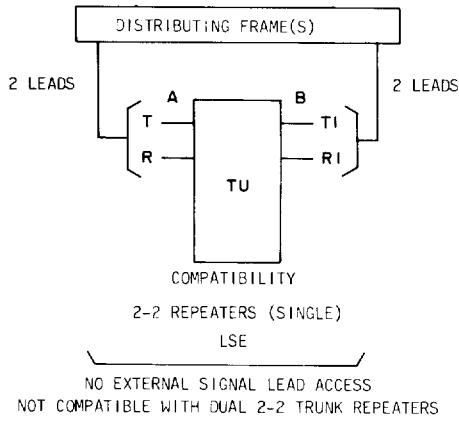 DISTRIBUTING FRAME(S)
2 LEADS
2 LEADS
A
B
T
T1
R
R1
TU
COMPATIBILITY
2-2 REPEATERS (SINGLE)
LSE
NO EXTERNAL SIGNAL LEAD ACCESS
NOT COMPATIBLE WITH DUAL 2-2 TRUNK REPEATERS